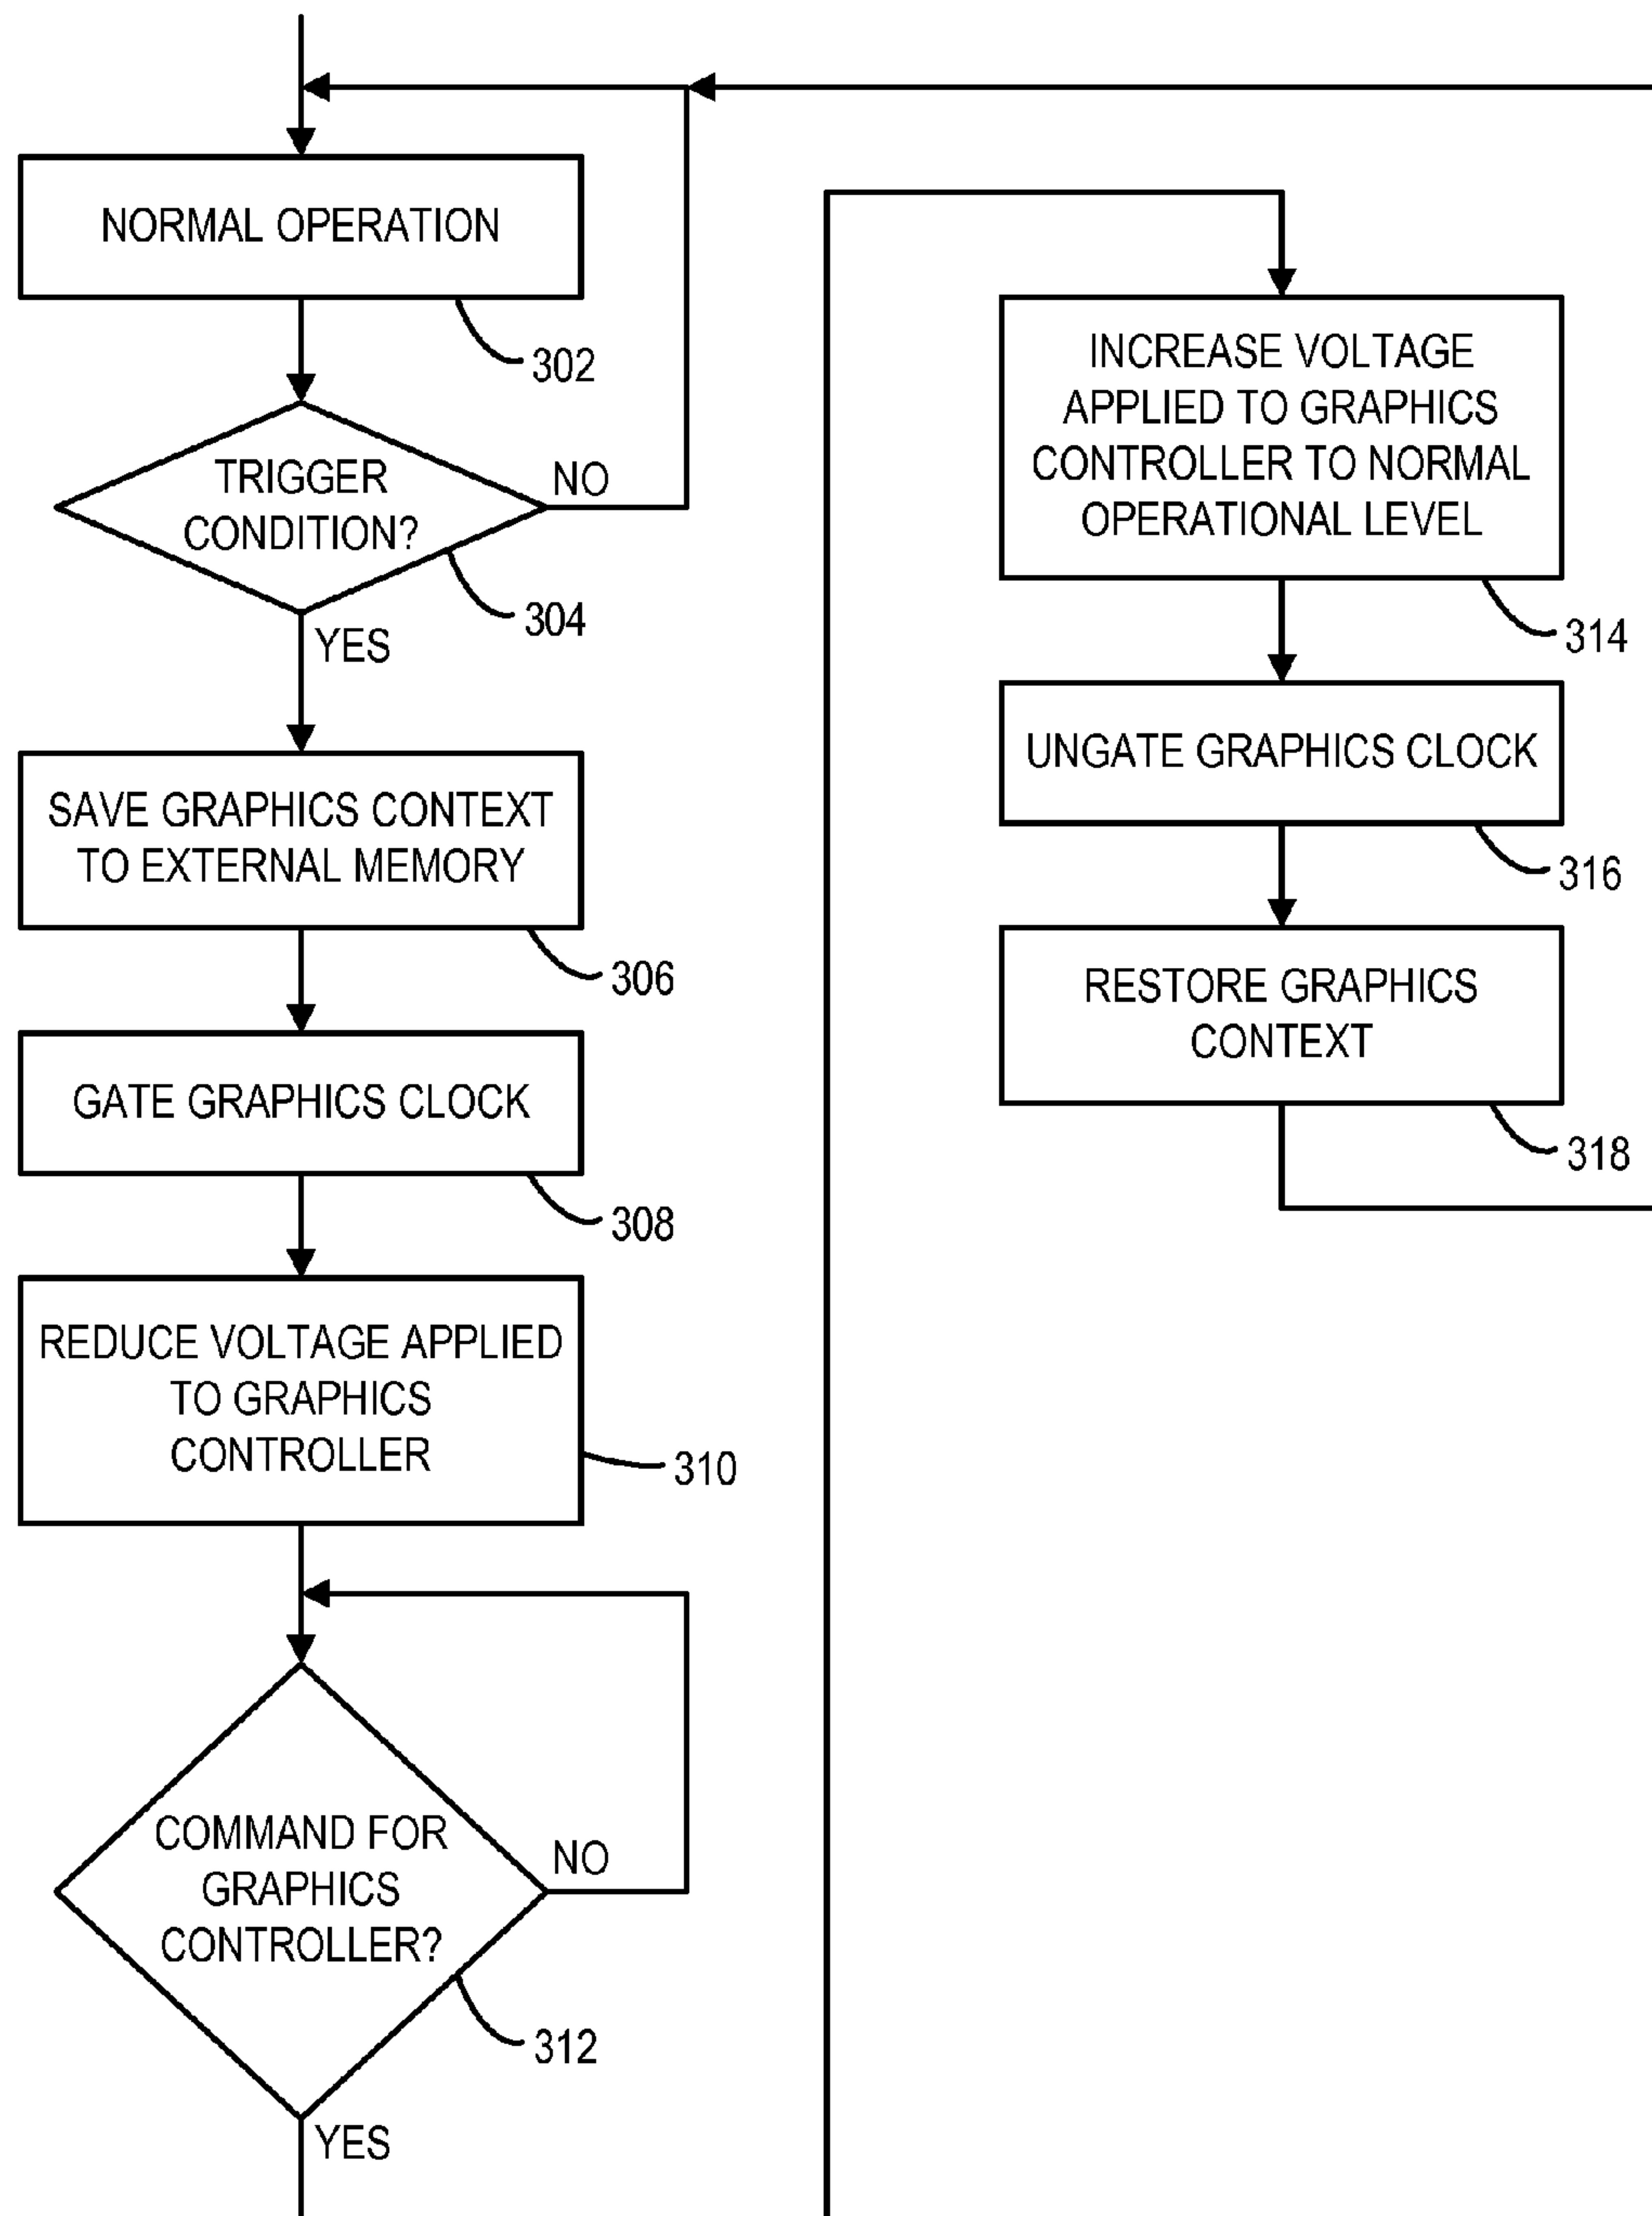 NORMAL OPERATION
302
TRIGGER
CONDITION?
NO
304
YES
SAVE GRAPHICS CONTEXT
TO EXTERNAL MEMORY
306
GATE GRAPHICS CLOCK
308
REDUCE VOLTAGE APPLIED
TO GRAPHICS
CONTROLLER
310
COMMAND FOR
GRAPHICS
CONTROLLER?
NO
312
YES
INCREASE VOLTAGE
APPLIED TO GRAPHICS
CONTROLLER TO NORMAL
OPERATIONAL LEVEL
314
UNGATE GRAPHICS CLOCK
316
RESTORE GRAPHICS
CONTEXT
318